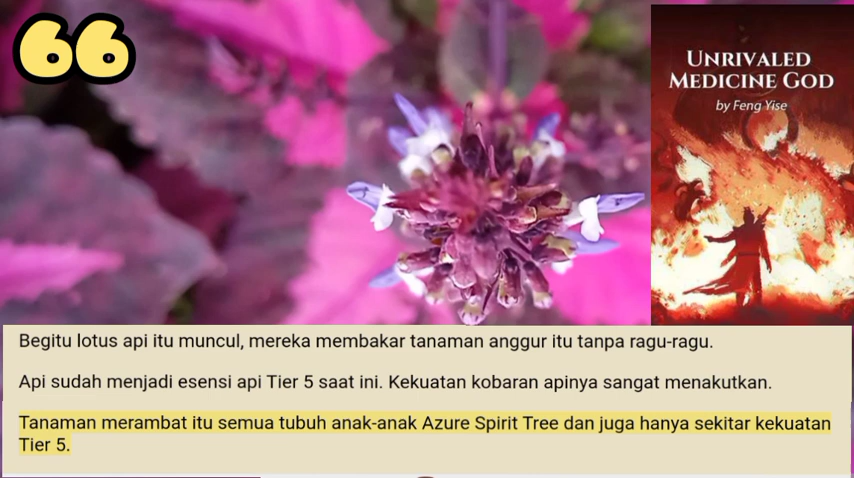 66
UNRIVALED
MEDICINE GOD
by Feng Yise
Begitu lotus api itu muncul, mereka membakar tanaman anggur itu tanpa ragu-ragu.
Api sudah menjadi esensi api Tier 5 saat ini. Kekuatan kobaran apinya sangat menakutkan.
Tanaman merambat itu semua tubuh anak-anak Azure Spirit Tree dan juga hanya sekitar kekuatan
Tier 5.